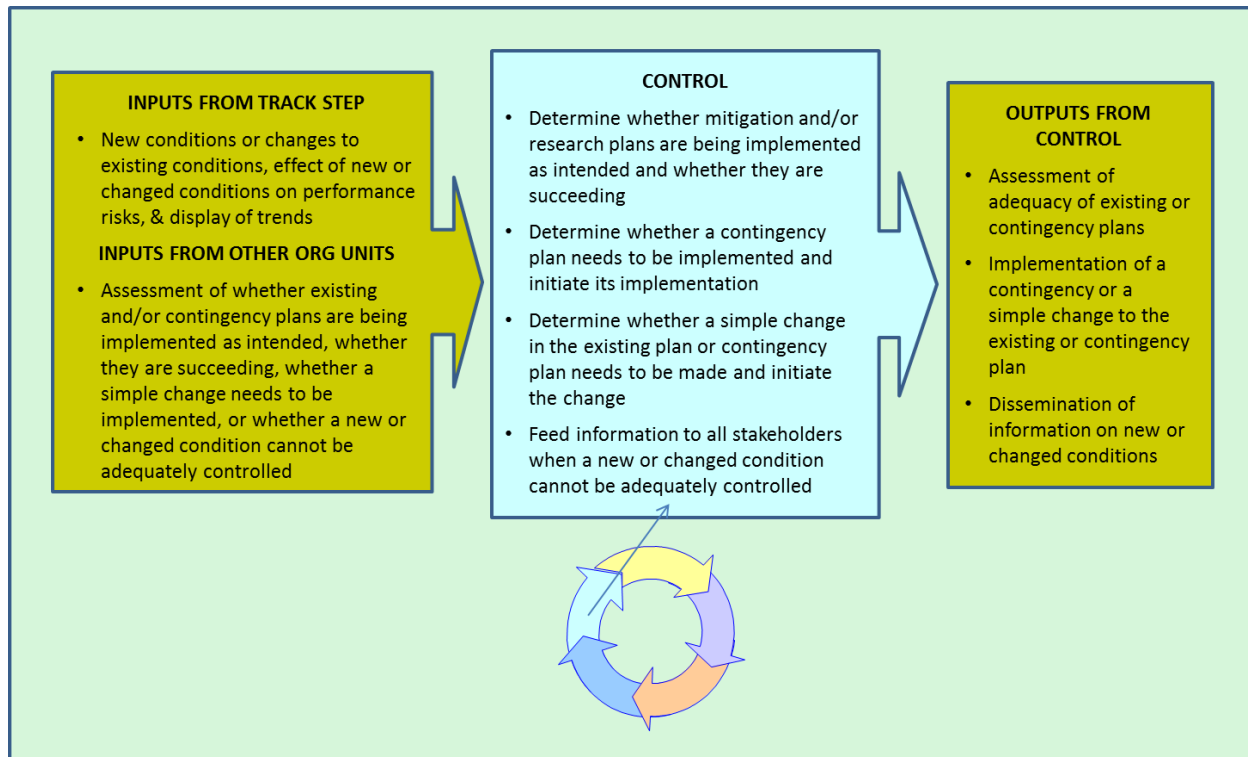 INPUTS FROM TRACK STEP
• New conditions or changes to
existing conditions, effect of new or
changed conditions on performance
risks, & display of trends
INPUTS FROM OTHER ORG UNITS
• Assessment of whether existing
and/or contingency plans are being
implemented as intended, whether
they are succeeding, whether a
simple change needs to be
implemented, or whether a new or
changed condition cannot be
adequately controlled
CONTROL
• Determine whether mitigation and/or
research plans are being implemented
as intended and whether they are
succeeding
• Determine whether a contingency
plan needs to be implemented and
initiate its implementation
• Determine whether a simple change
in the existing plan or contingency
plan needs to be made and initiate
the change
• Feed information to all stakeholders
when a new or changed condition
cannot be adequately controlled
OUTPUTS FROM
CONTROL
• Assessment of
adequacy of existing or
contingency plans
• Implementation of a
contingency or a
simple change to the
existing or contingency
plan
• Dissemination of
information on new or
changed conditions